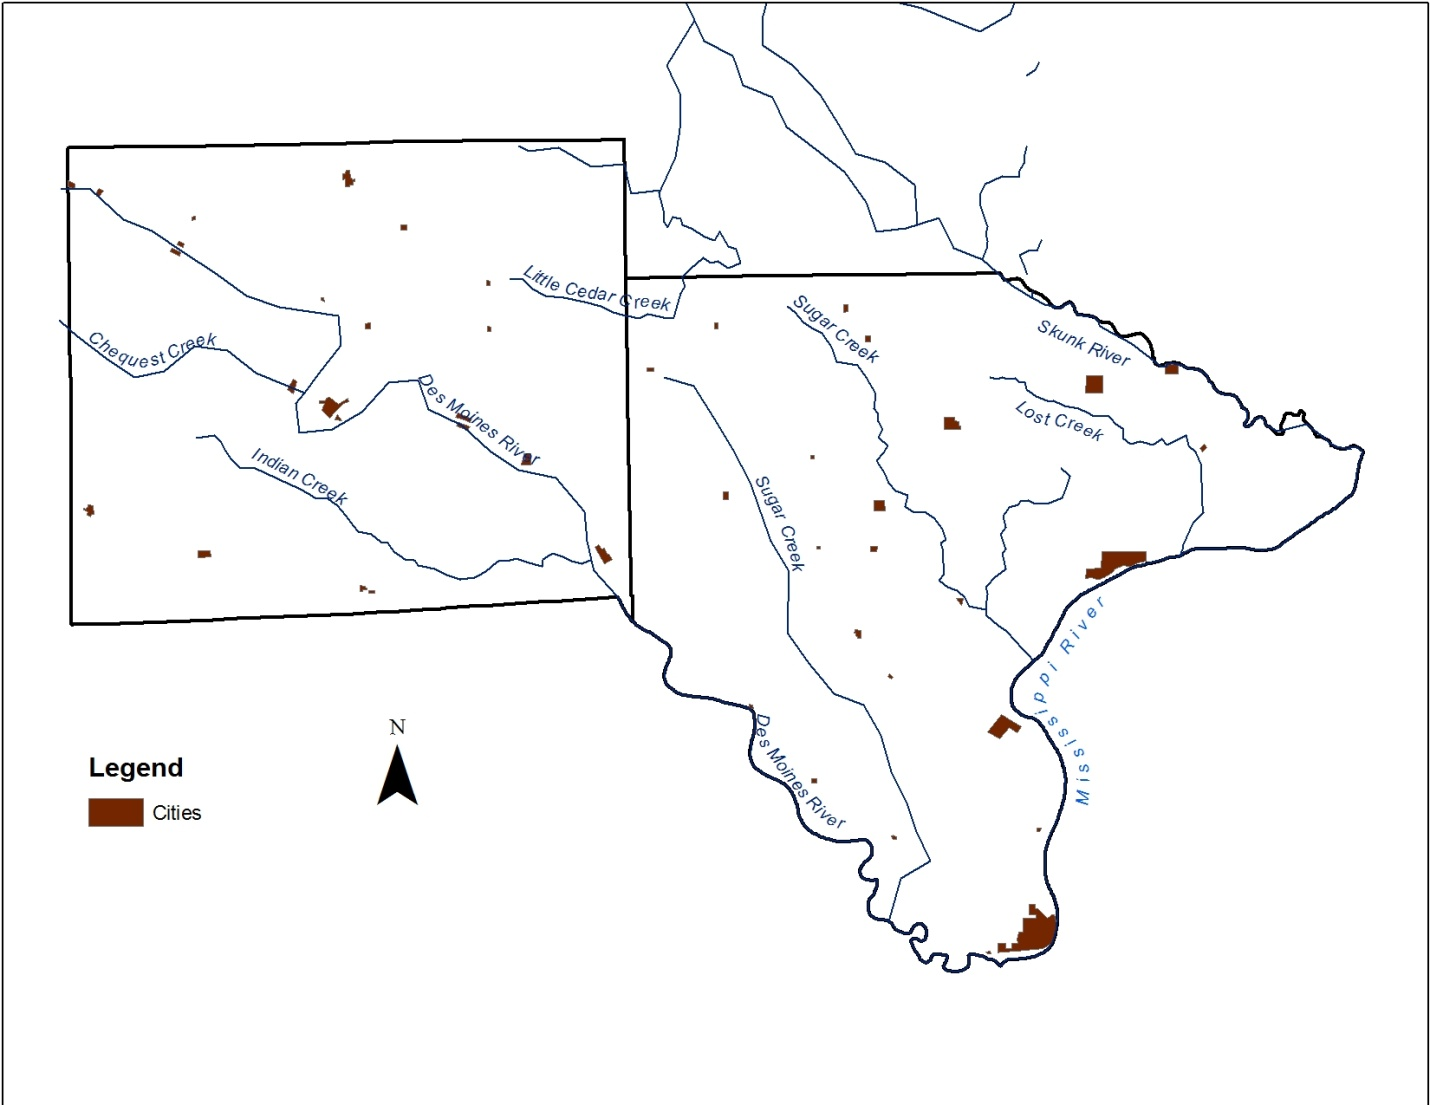 Little Cedar Creek
Sugar Creek
Skunk River
Chequest Creek
Des Moines River
Lost Creek
Indian Creek
Sugar Creek
Mississippi River
Des Moines River
N
Legend
Cities